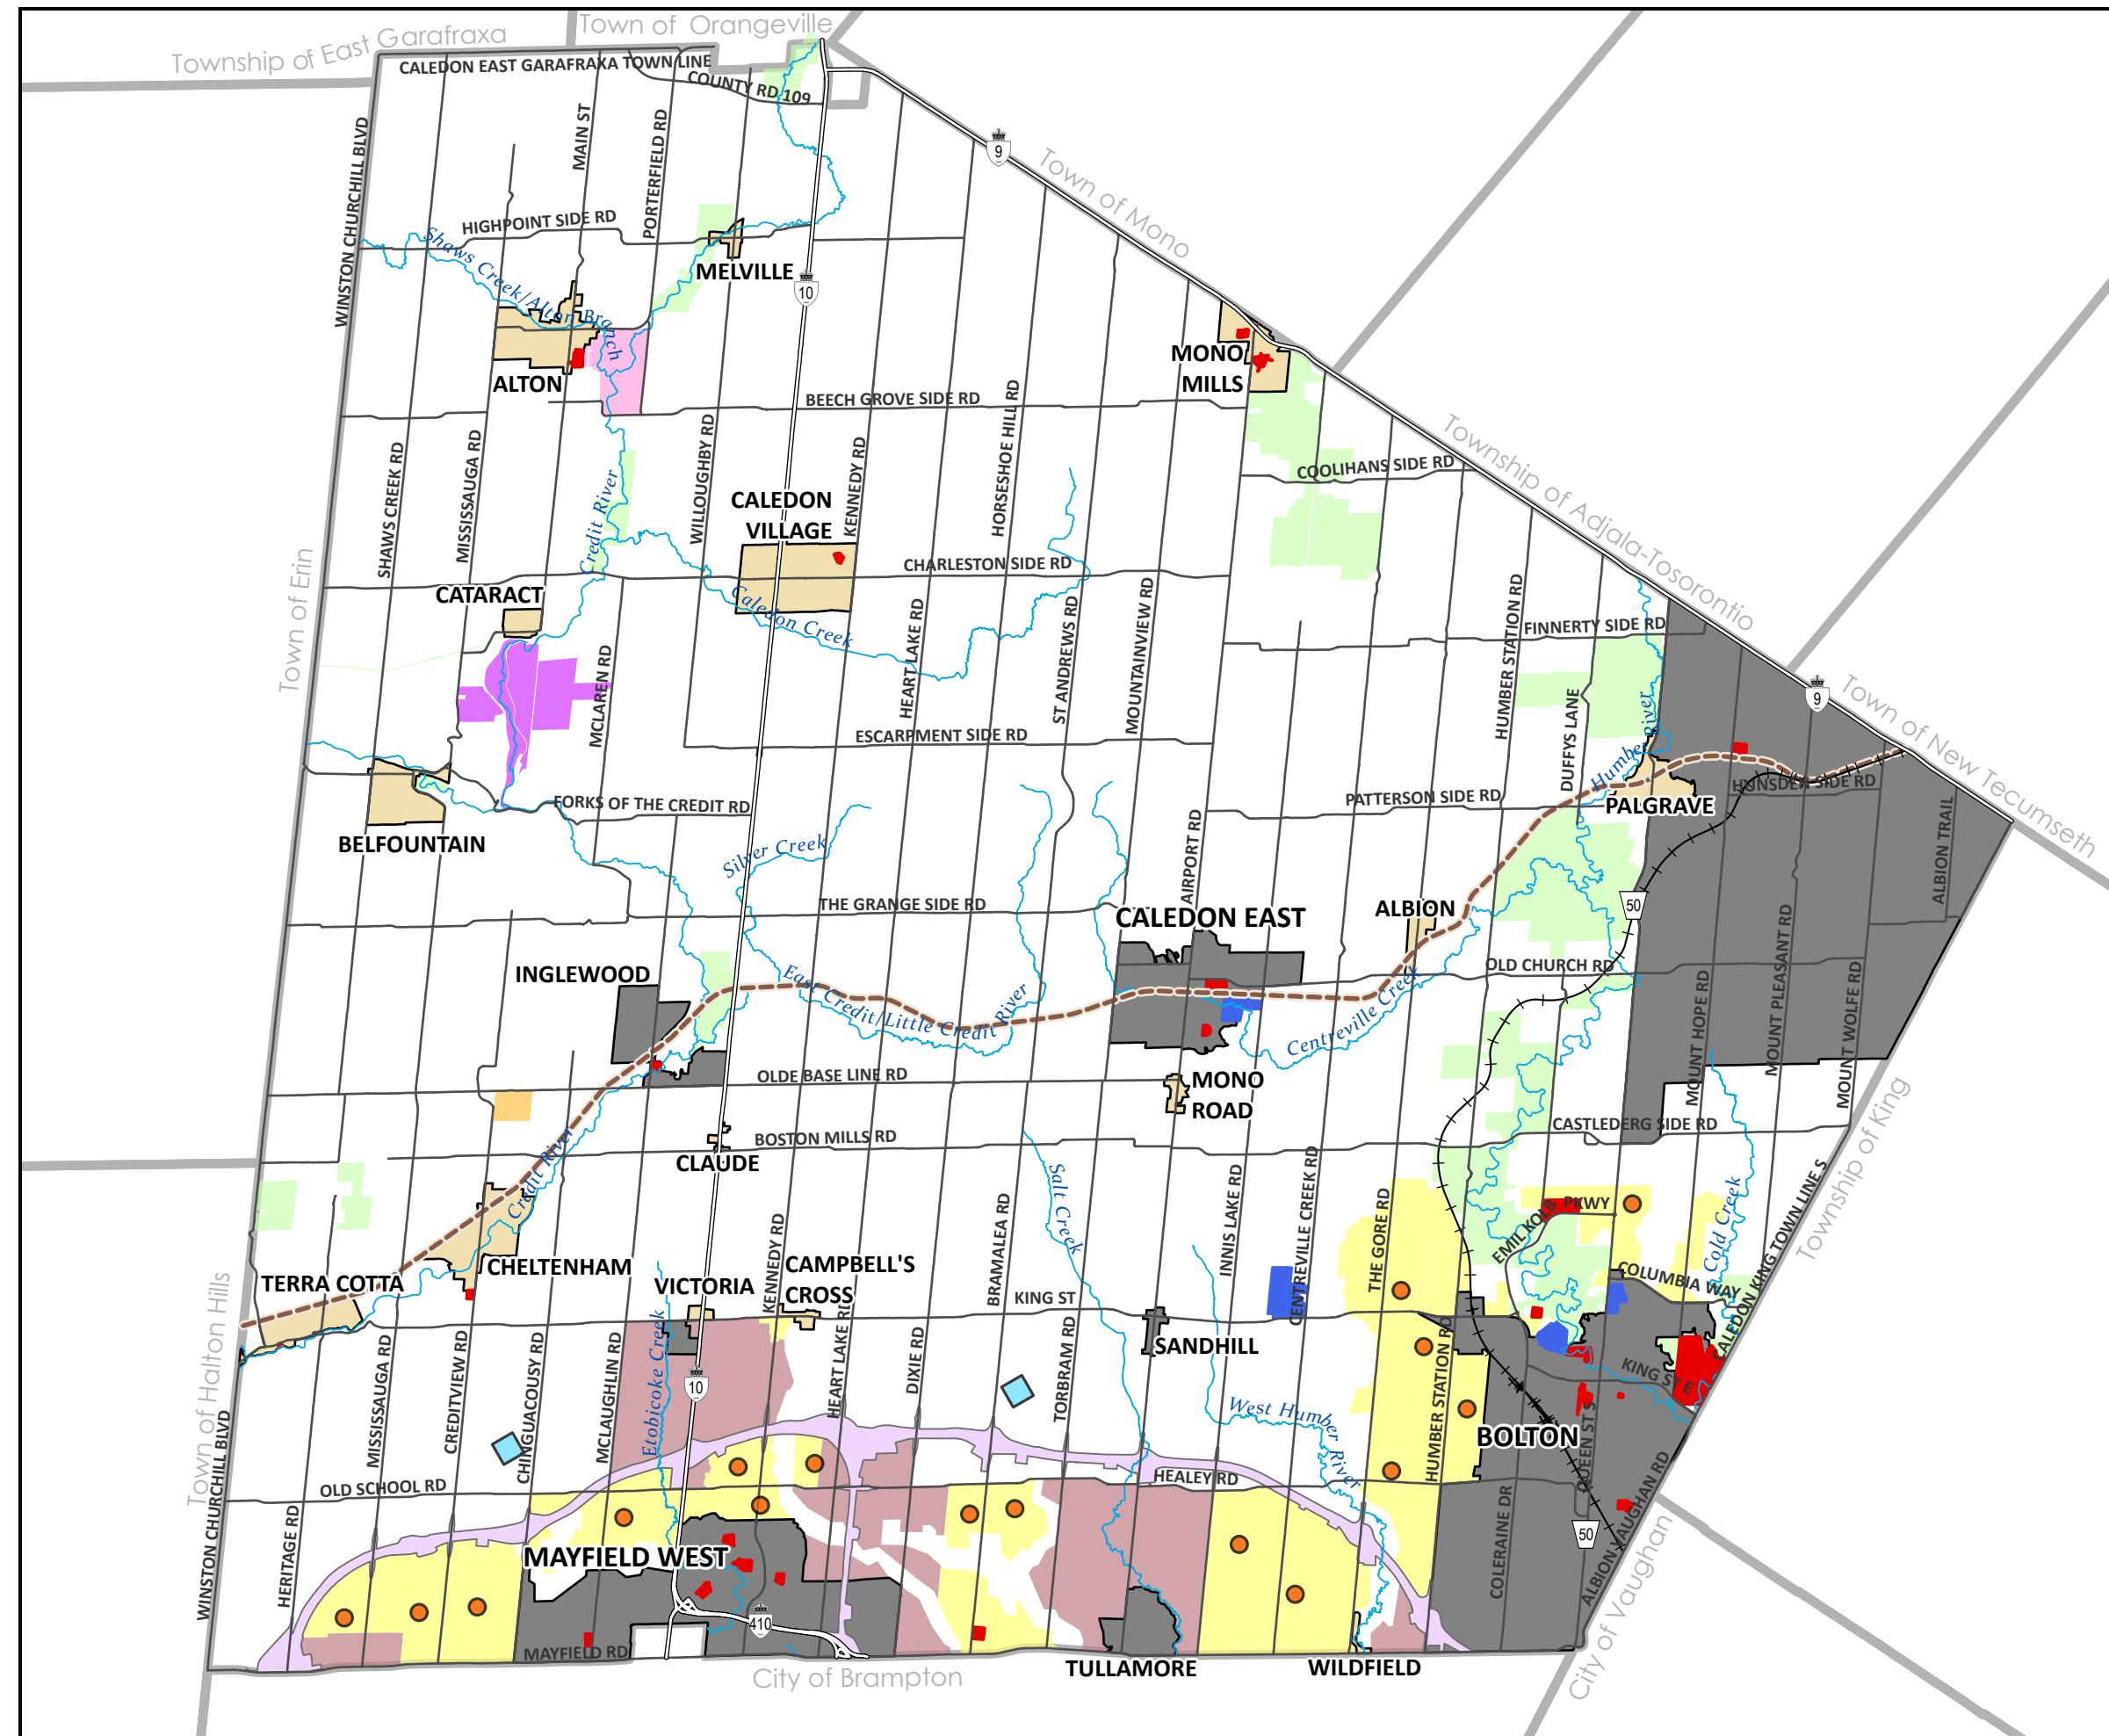 Town of Orangeville
Township of East Garafraxa
CALEDON EAST GARAFRAXA TOWN LINE
COUNTY RD 109
WINSTON CHURCHILL BLVD
MAIN ST
PORTERFIELD RD
9
Town of Mono
HIGHPOINT SIDE RD
Shaws Creek/Alton Branch
MELVILLE
10
ALTON
MONO
MILLS
BEECH GROVE SIDE RD
SHAWS CREEK RD
MISSISSAUGA RD
Credit River
WILLOUGHBY RD
KENNEDY RD
HORSESHOE HILL RD
COOLIHANS SIDE RD
Township of Adjala-Tosorontio
CALEDON
VILLAGE
CHARLESTON SIDE RD
CATARACT
Caledon Creek
Town of Erin
MCLAREN RD
HEART LAKE RD
ST ANDREWS RD
MOUNTAINVIEW RD
HUMBER STATION RD
FINNERTY SIDE RD
DUFFYS LANE
Humber River
9
Town of New Tecumseth
ESCARPMENT SIDE RD
FORKS OF THE CREDIT RD
PATTERSON SIDE RD
HUNSDEN SIDE RD
PALGRAVE
BELFOUNTAIN
Silver Creek
AIRPORT RD
ALBION TRAIL
50
THE GRANGE SIDE RD
CALEDON EAST
ALBION
INGLEWOOD
OLD CHURCH RD
East Credit/Little Credit River
Centreville Creek
MOUNT HOPE RD
MOUNT PLEASANT RD
MOUNT WOLFE RD
OLDE BASE LINE RD
MONO
ROAD
BOSTON MILLS RD
CASTLEDERG SIDE RD
CLAUDE
Credit River
Salt Creek
INNIS LAKE RD
CENTREVILLE CREEK RD
THE GORE RD
EMIL KOLB PKWY
Cold Creek
CALEDON KING TOWN LINE S
Township of King
COLUMBIA WAY
CHELTENHAM
TERRA COTTA
VICTORIA
KENNEDY RD
CAMPBELL'S
CROSS
BRAMALEA RD
KING ST
SANDHILL
Town of Halton Hills
WINSTON CHURCHILL BLVD
MISSISSAUGA RD
CREDITVIEW RD
CHINGUACOUSY RD
MCLAUGHLIN RD
Etobicoke Creek
10
HEART LAKE RD
DIXIE RD
TORBRAM RD
West Humber River
HUMBER STATION RD
KING ST E
BOLTON
QUEEN ST S
OLD SCHOOL RD
HEALEY RD
HERITAGE RD
MAYFIELD WEST
COLERAINE DR
50
ALBION VAUGHAN RD
410
MAYFIELD RD
City of Brampton
TULLAMORE
WILDFIELD
City of Vaughan